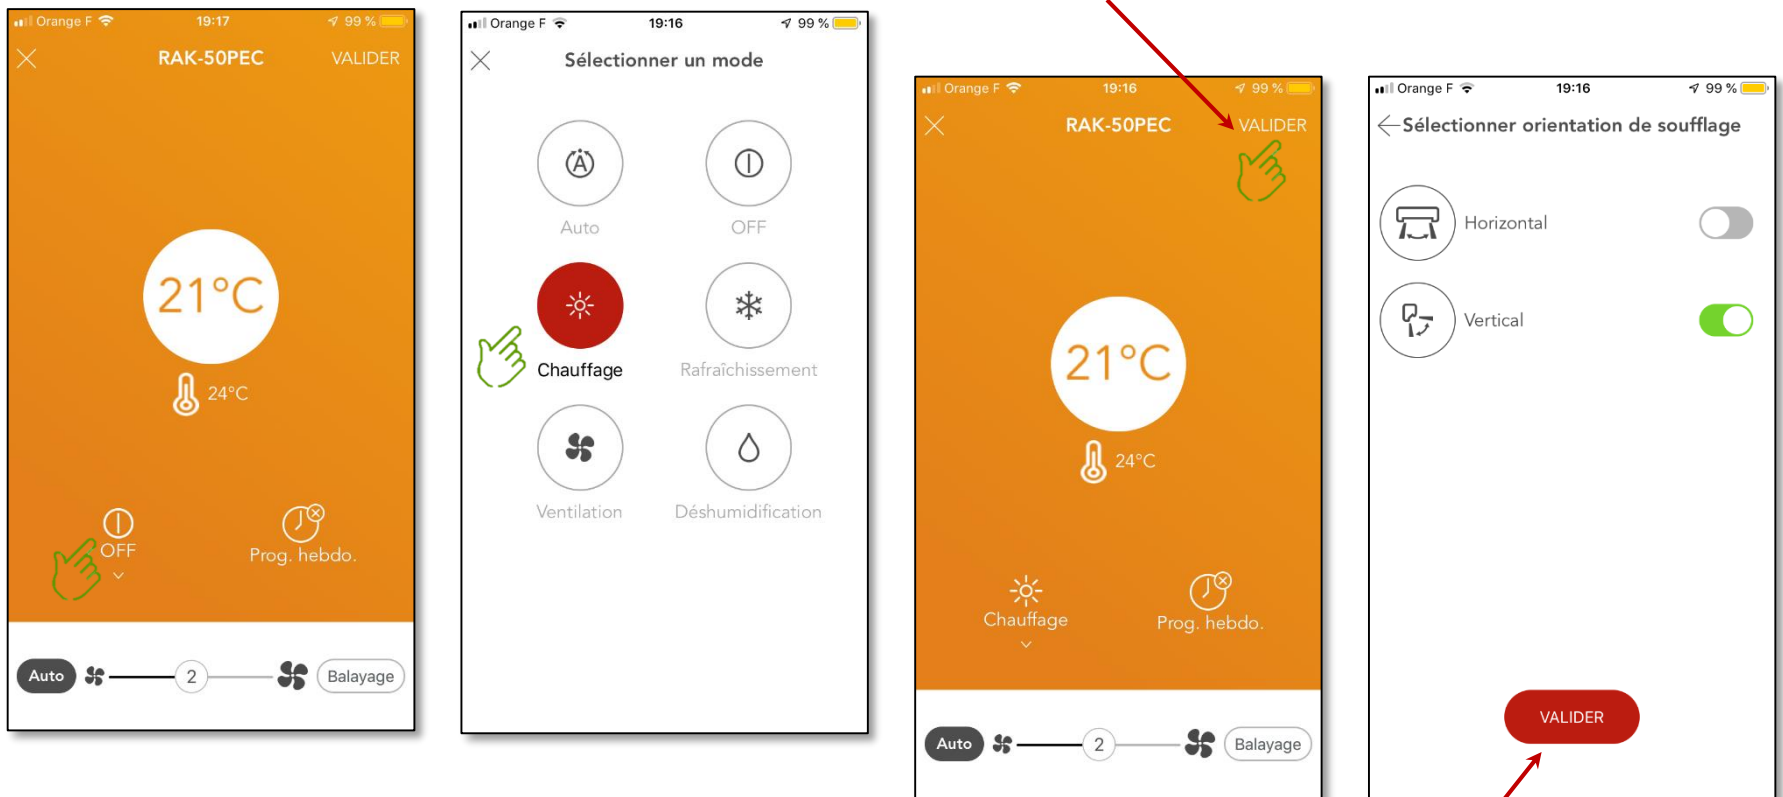 Orange F 19:17 99 %
RAK-50PEC VALIDER
21°C
24°C
OFF
Prog. hebdo.
Auto 2 Balayage
Orange F 19:16 99 %
Sélectionner un mode
Auto OFF
Chauffage Rafraîchissement
Ventilation Déshumidification
Orange F 19:16 99 %
RAK-50PEC VALIDER
21°C
24°C
Chauffage Prog. hebdo.
Auto 2 Balayage
Orange F 19:16 99 %
Sélectionner orientation de soufflage
Horizontal
Vertical
VALIDER